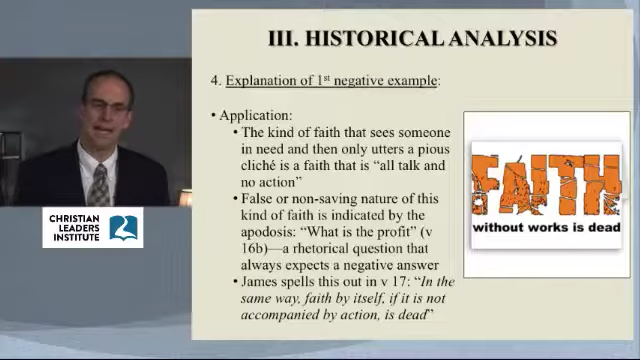 III. HISTORICAL ANALYSIS
4. Explanation of 1st negative example:
• Application:
• The kind of faith that sees someone
in need and then only utters a pious
cliché is a faith that is “all talk and
no action”
• False or non-saving nature of this
kind of faith is indicated by the
apodosis: “What is the profit” (v
16b)—a rhetorical question that
always expects a negative answer
• James spells this out in v 17: “In the
same way, faith by itself, if it is not
accompanied by action, is dead”
FAITH
without works is dead
CHRISTIAN
LEADERS
INSTITUTE